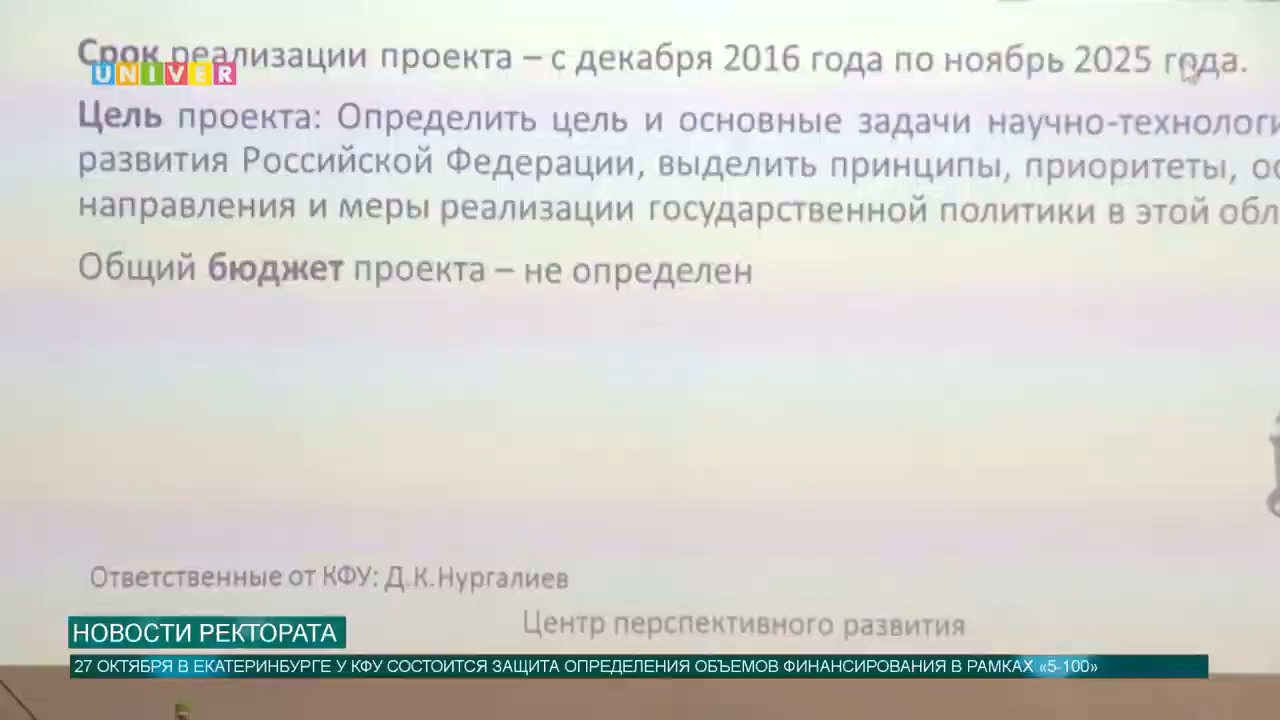 Срок реализации проекта – с декабря 2016 года по ноябрь 2025 года.
UNIVER
Цель проекта: Определить цель и основные задачи научно-технологи
развития Российской Федерации, выделить принципы, приоритеты, ос
направления и меры реализации государственной политики в этой обл
Общий бюджет проекта – не определен
Ответственные от КФУ: Д.К.Нургалиев
Центр перспективного развития
НОВОСТИ РЕКТОРАТА
27 ОКТЯБРЯ В ЕКАТЕРИНБУРГЕ У КФУ СОСТОИТСЯ ЗАЩИТА ОПРЕДЕЛЕНИЯ ОБЪЕМОВ ФИНАНСИРОВАНИЯ В РАМКАХ «5-100»